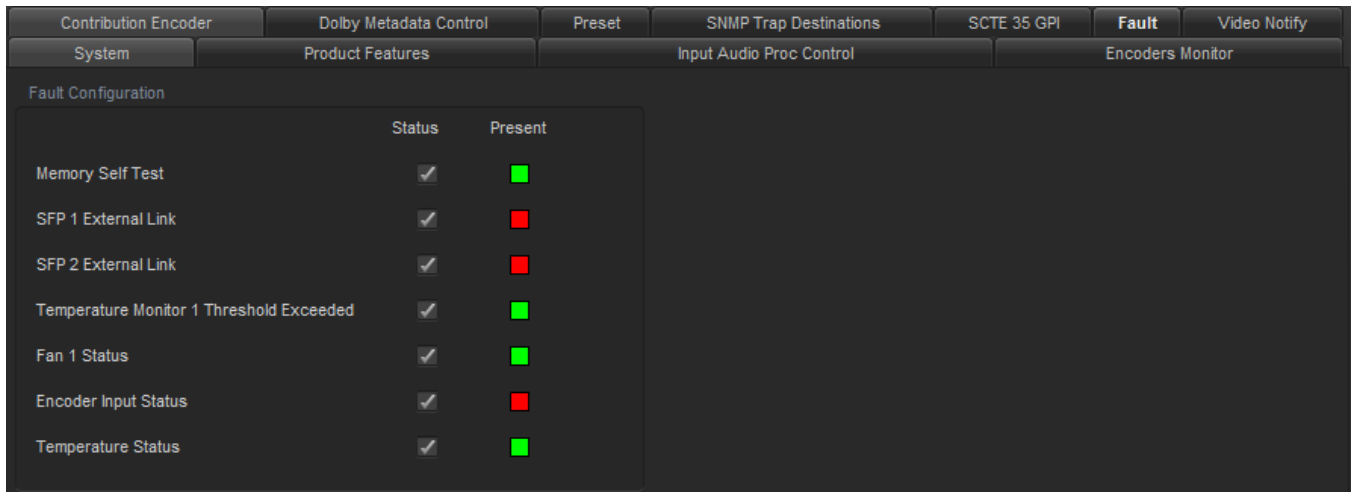 Contribution Encoder Dolby Metadata Control Preset SNMP Trap Destinations SCTE 35 GPI Fault Video Notify
System Product Features Input Audio Proc Control Encoders Monitor
Fault Configuration
Status Present
Memory Self Test
SFP 1 External Link
SFP 2 External Link
Temperature Monitor 1 Threshold Exceeded
Fan 1 Status
Encoder Input Status
Temperature Status